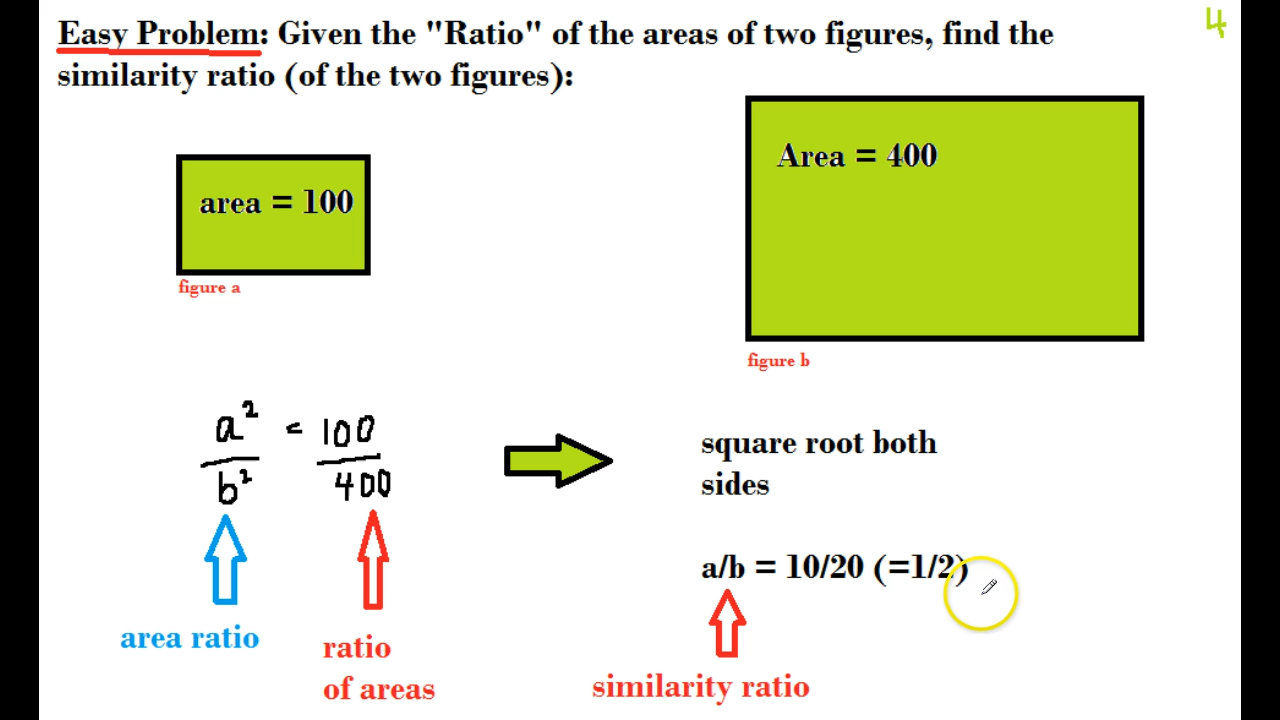 4
Easy Problem: Given the "Ratio" of the areas of two figures, find the
similarity ratio (of the two figures):
area = 100
figure a
Area = 400
figure b
a² = 100
b² 400
square root both
sides
a/b = 10/20 (=1/2)
area ratio
ratio
of areas
similarity ratio